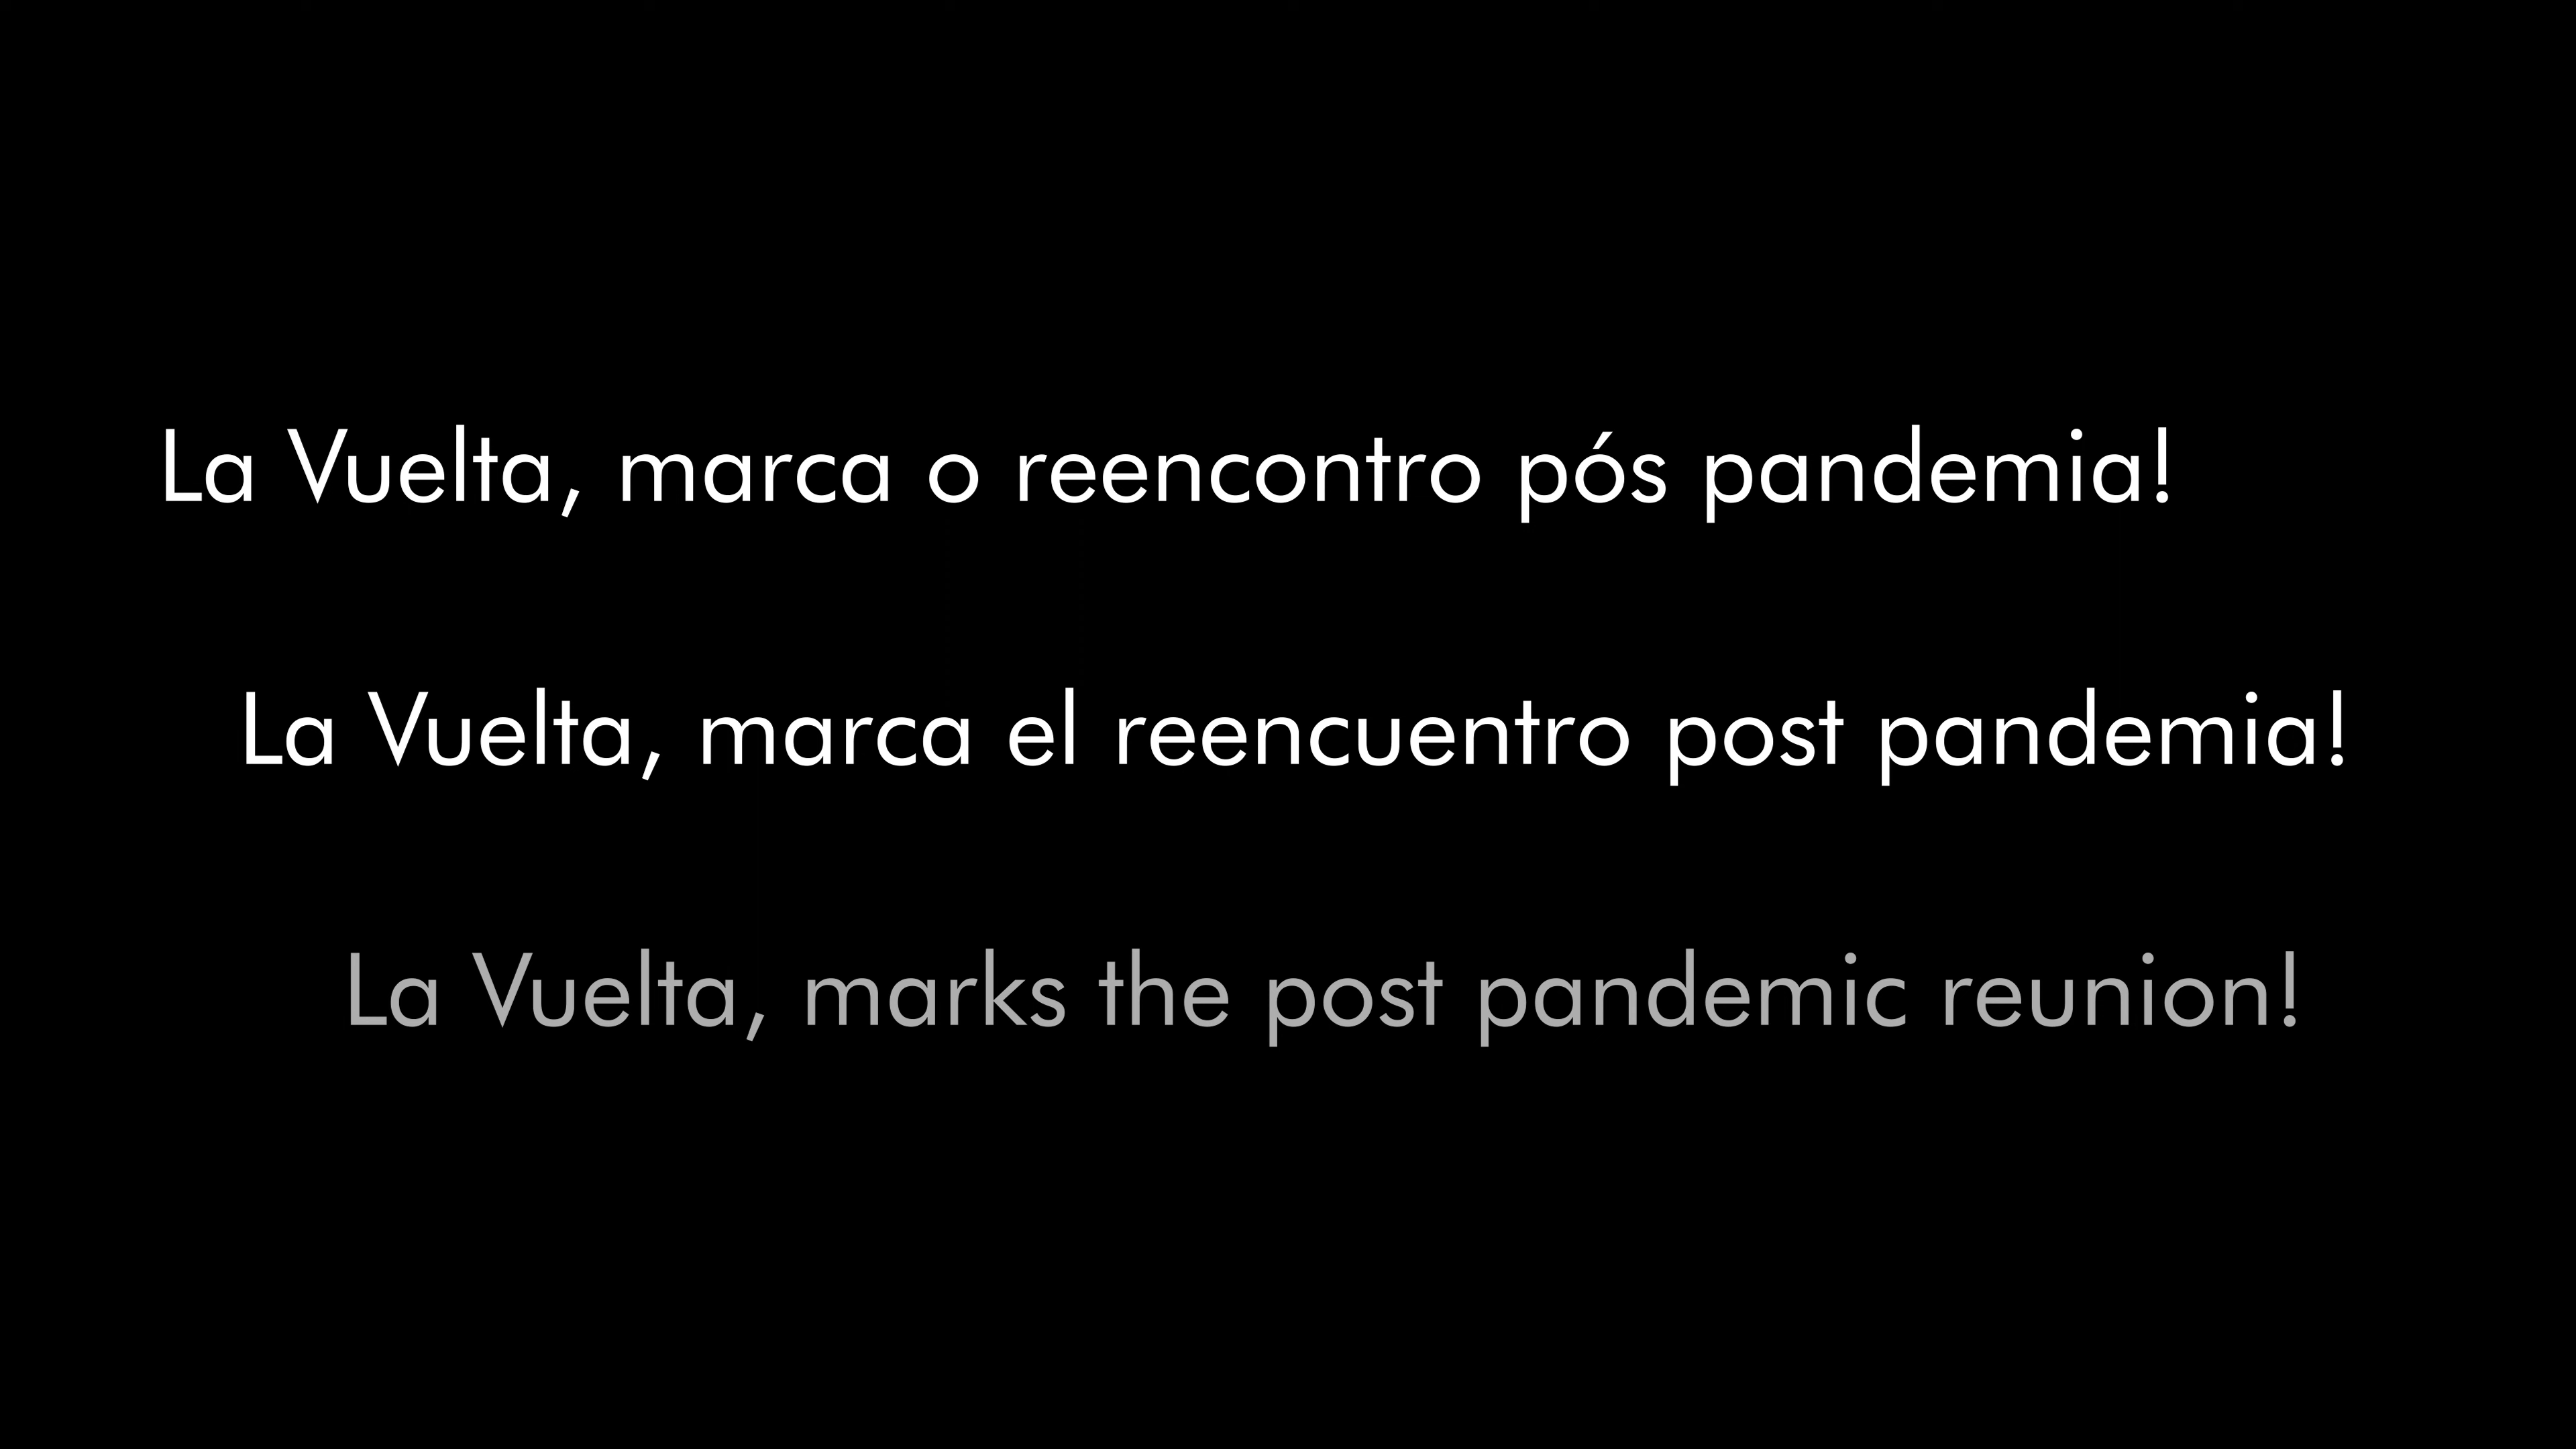 La Vuelta, marca o reencontro pós pandemia!
La Vuelta, marca el reencuentro post pandemia!
La Vuelta, marks the post pandemic reunion!